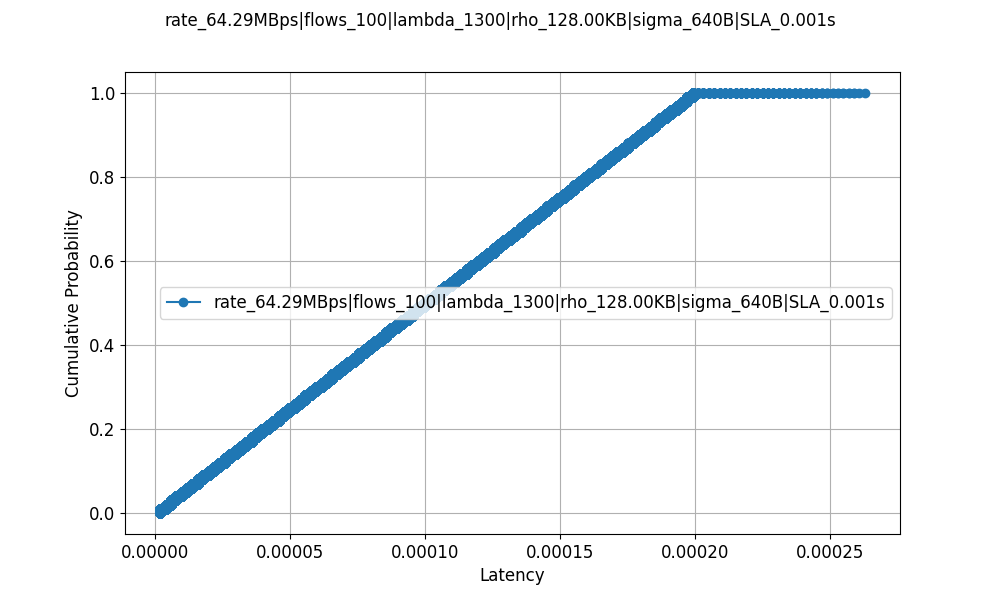 rate_64.29MBps|flows_100|lambda_1300|rho_128.00KB|sigma_640B|SLA_0.001s
1.0
0.8
0.6
0.4
0.2
0.0
Cumulative Probability
rate_64.29MBps|flows_100|lambda_1300|rho_128.00KB|sigma_640B|SLA_0.001s
0.00000 0.00005 0.00010 0.00015 0.00020 0.00025
Latency